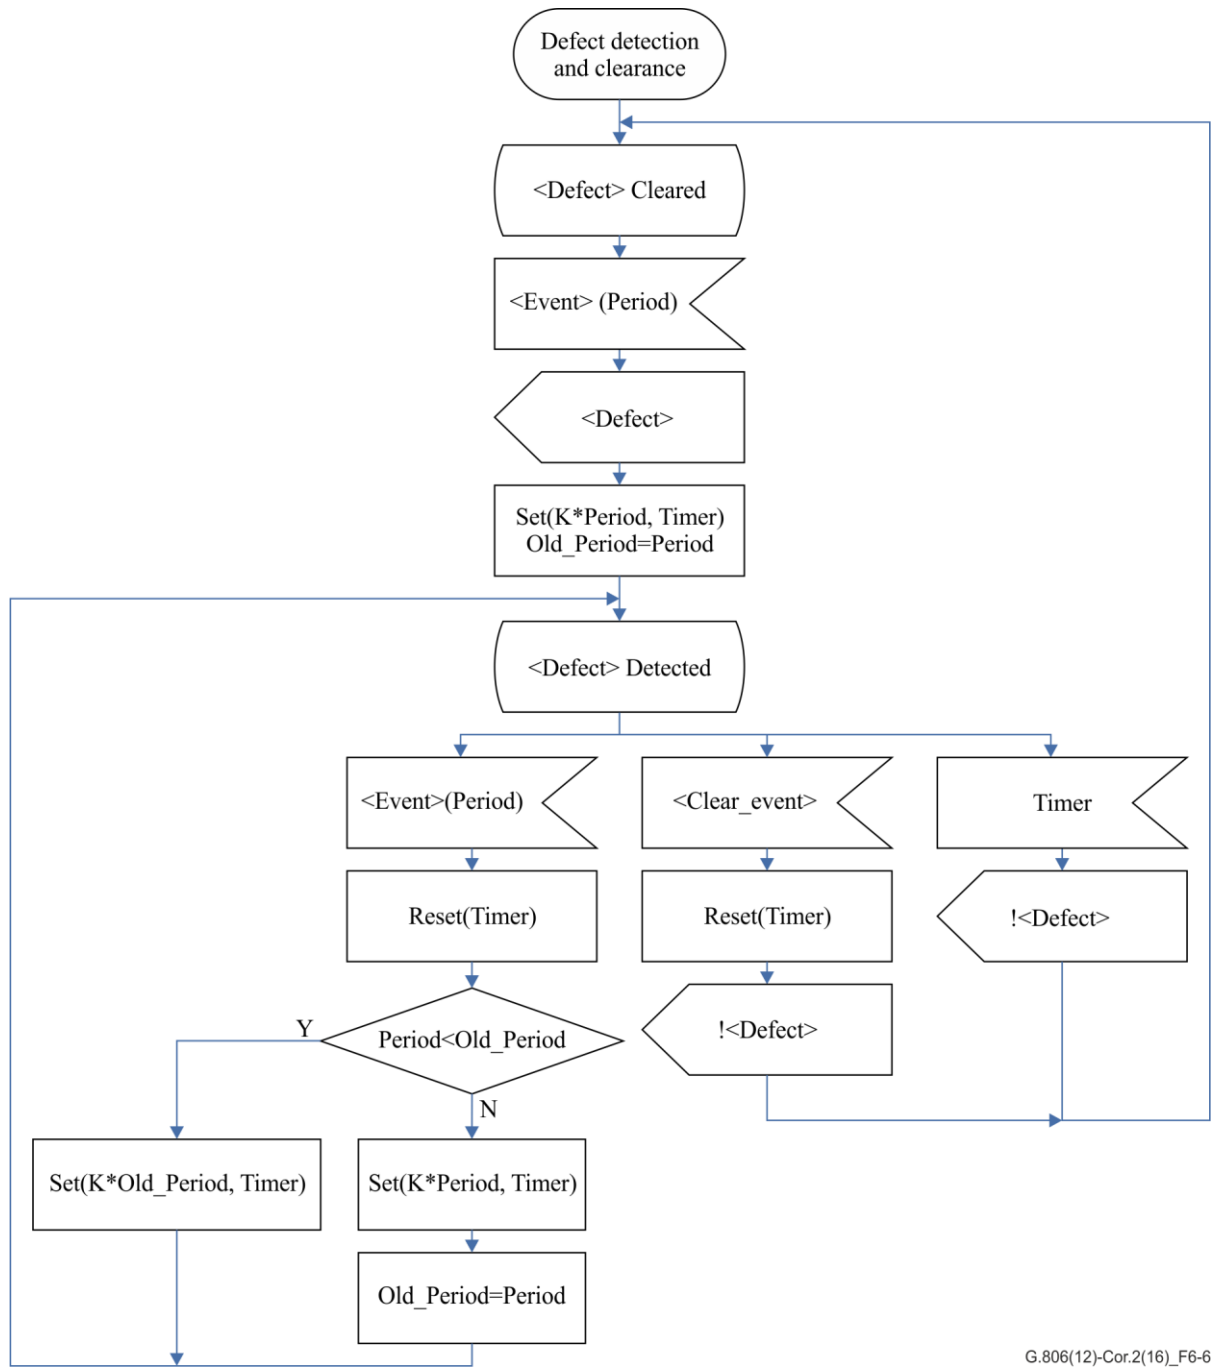 Defect detection
and clearance
<Defect> Cleared
<Event> (Period)
<Defect>
Set(K*Period, Timer)
Old_Period=Period
<Defect> Detected
<Event>(Period)
<Clear_event>
Timer
Reset(Timer)
Reset(Timer)
!<Defect>
Y
Period<Old_Period
!<Defect>
N
Set(K*Old_Period, Timer)
Set(K*Period, Timer)
Old_Period=Period
G.806(12)-Cor.2(16)_F6-6